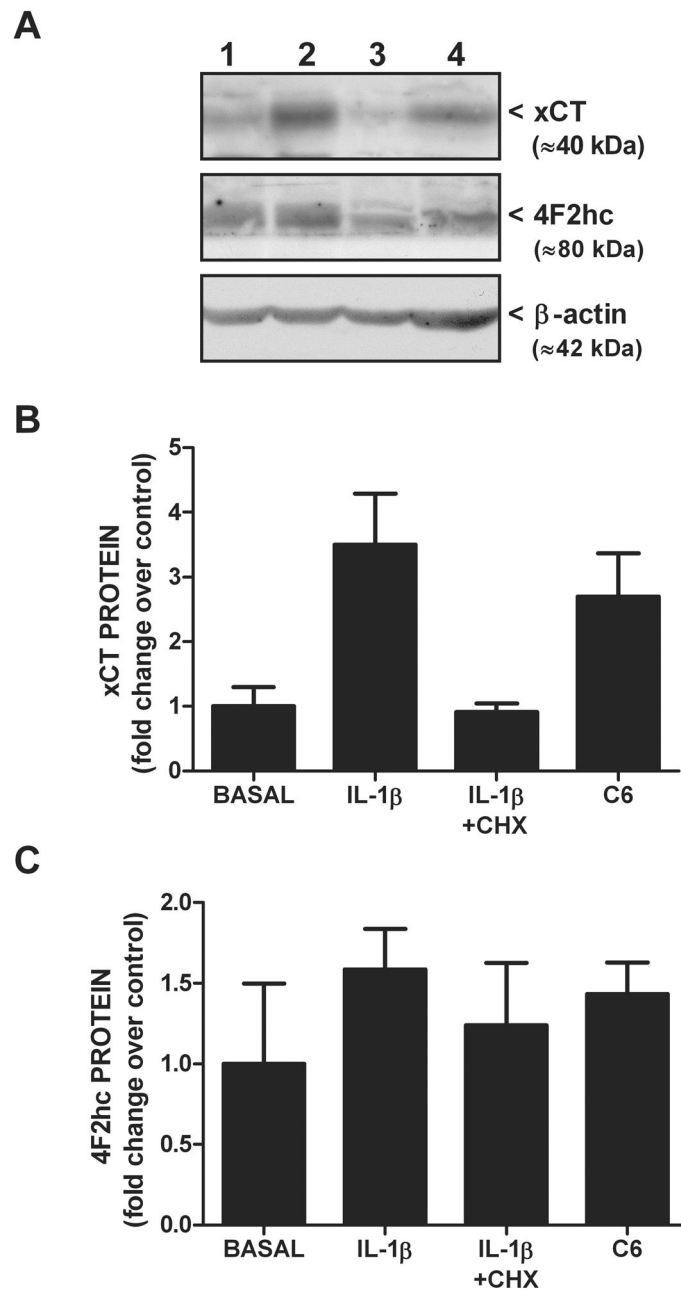 A
1 2 3 4
< xCT
(≈40 kDa)
< 4F2hc
(≈80 kDa)
< β-actin
(≈42 kDa)
B
xCT PROTEIN
(fold change over control)
5
4
3
2
1
0
BASAL IL-1β IL-1β C6
+CHX
C
4F2hc PROTEIN
(fold change over control)
2.0
1.5
1.0
0.5
0.0
BASAL IL-1β IL-1β C6
+CHX